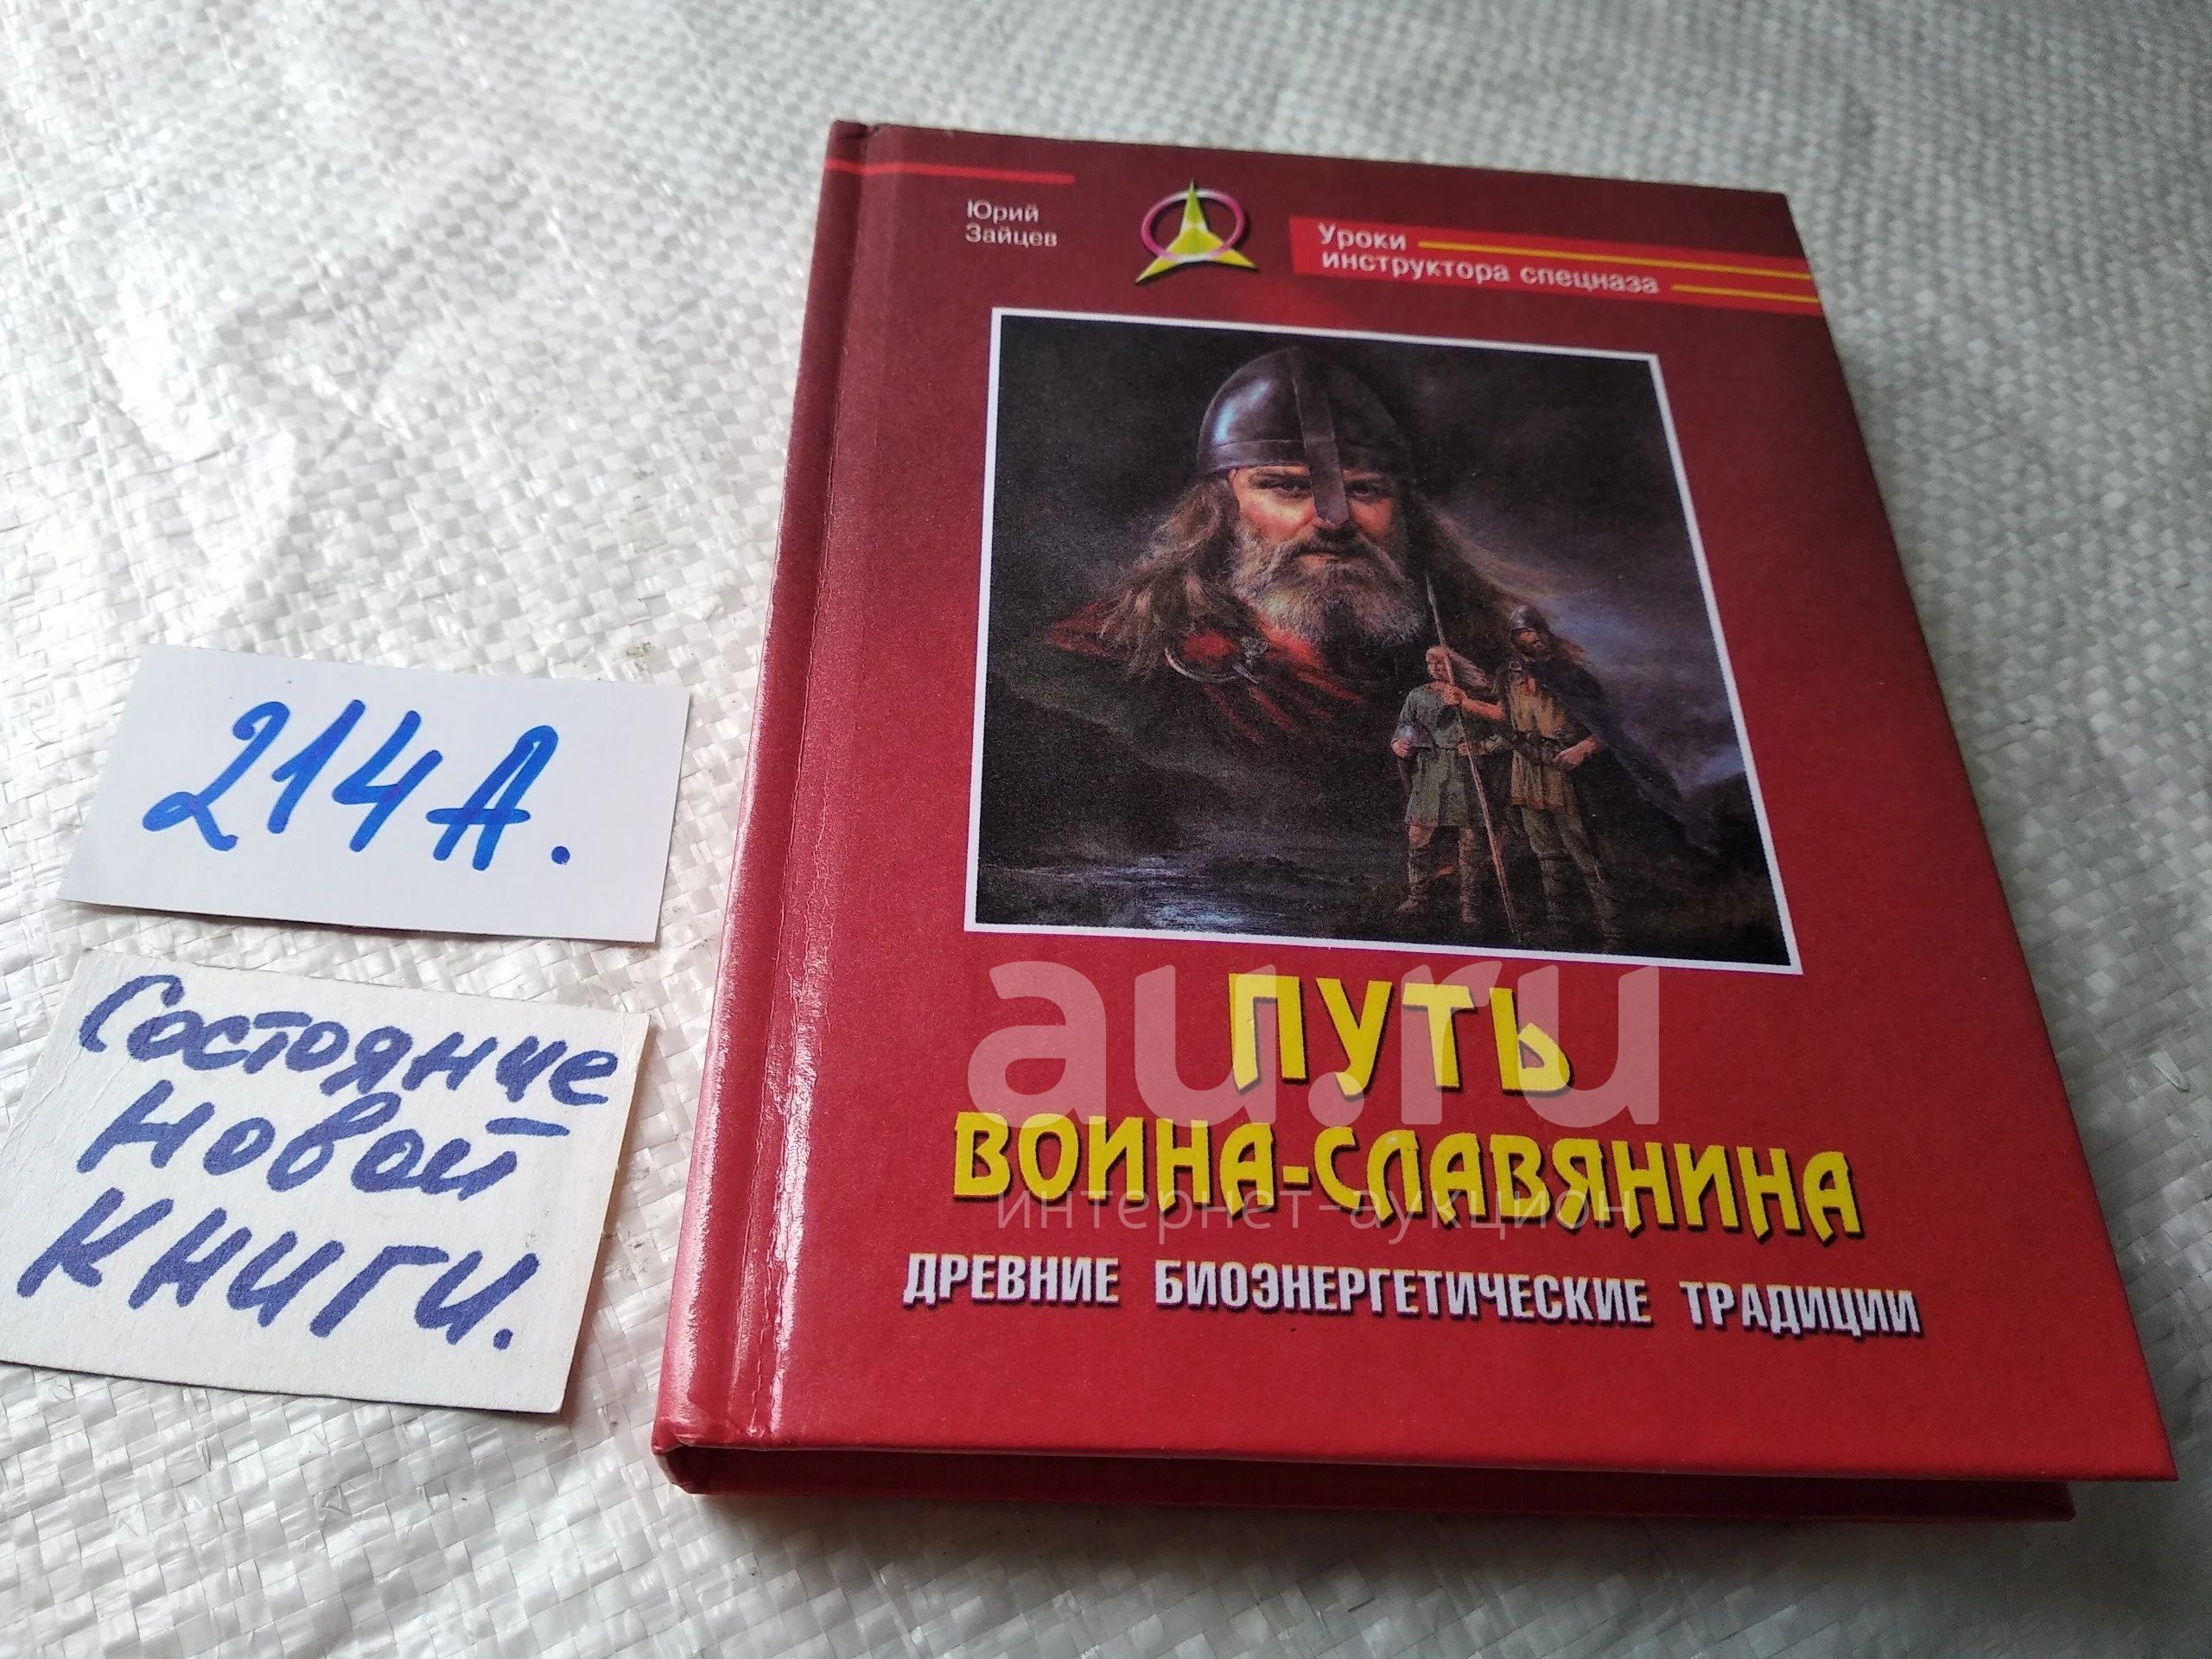 Юрий
Зайцев
Уроки
инструктора спецназа
ПУТЬ
ВОИНА-СЛАВЯНИНА
ДРЕВНИЕ БИОЭНЕРГЕТИЧЕСКИЕ ТРАДИЦИИ
214А.
Состояние
новой
книги.
au.ru
интернет-аукцион